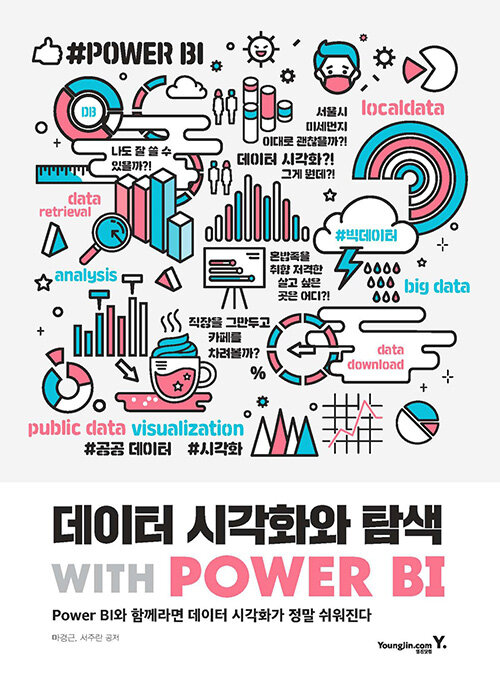 #POWER BI
DB
나도 잘 쓸 수
있을까?!
서울시
미세먼지
이대로 괜찮을까?!
localdata
데이터 시각화?!
그게 뭔데?!
data
retrieval
#빅데이터
analysis
혼밥족을
취향 저격한
살고 싶은
곳은 어디?!
big data
직장을 그만두고
카페를
차려볼까?
%
data
download
public data visualization
#공공 데이터 #시각화
데이터 시각화와 탐색
WITH POWER BI
Power BI와 함께라면 데이터 시각화가 정말 쉬워진다
마경근, 서주란 공저
YoungJin.com Y.
영진닷컴